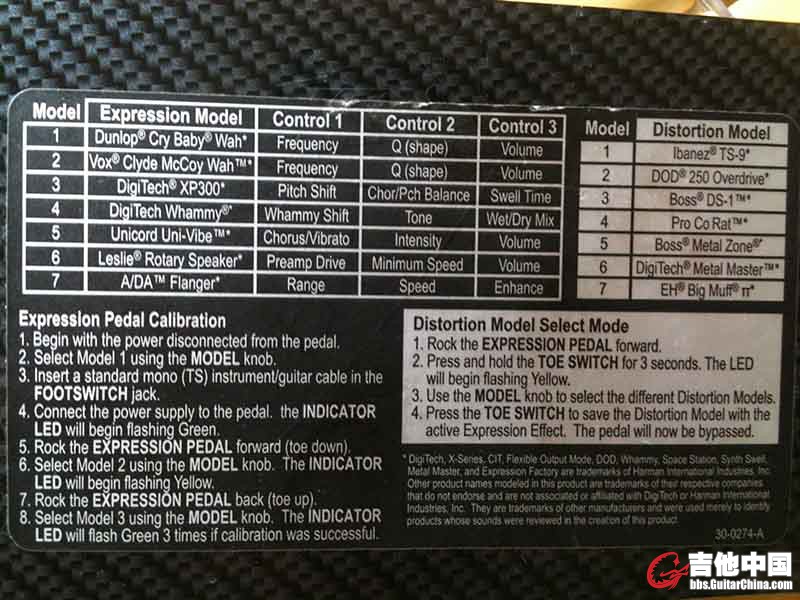 Model Expression Model Control 1 Control 2 Control 3
1 Dunlop® Cry Baby® Wah* Frequency Q (shape) Volume
2 Vox® Clyde McCoy Wah™* Frequency Q (shape) Volume
3 DigiTech® XP300* Pitch Shift Chor/Pch Balance Swell Time
4 DigiTech Whammy®* Whammy Shift Tone Wet/Dry Mix
5 Unicord Uni-Vibe™* Chorus/Vibrato Intensity Volume
6 Leslie® Rotary Speaker* Preamp Drive Minimum Speed Volume
7 A/DA™ Flanger* Range Speed Enhance
Model Distortion Model
1 Ibanez® TS-9*
2 DOD® 250 Overdrive*
3 Boss® DS-1™*
4 Pro Co Rat™*
5 Boss® Metal Zone®*
6 DigiTech® Metal Master™*
7 EH® Big Muff® π*
Expression Pedal Calibration
1. Begin with the power disconnected from the pedal.
2. Select Model 1 using the MODEL knob.
3. Insert a standard mono (TS) instrument/guitar cable in the
FOOTSWITCH jack.
4. Connect the power supply to the pedal. the INDICATOR
LED will begin flashing Green.
5. Rock the EXPRESSION PEDAL forward (toe down).
6. Select Model 2 using the MODEL knob. The INDICATOR
LED will begin flashing Yellow.
7. Rock the EXPRESSION PEDAL back (toe up).
8. Select Model 3 using the MODEL knob. The INDICATOR
LED will flash Green 3 times if calibration was successful.
Distortion Model Select Mode
1. Rock the EXPRESSION PEDAL forward.
2. Press and hold the TOE SWITCH for 3 seconds. The LED
will begin flashing Yellow.
3. Use the MODEL knob to select the different Distortion Models.
4. Press the TOE SWITCH to save the Distortion Model with the
active Expression Effect. The pedal will now be bypassed.
* DigiTech, X-Series, CIT, Flexible Output Mode, DOD, Whammy, Space Station, Synth Swell,
Metal Master, and Expression Factory are trademarks of Harman International Industries, Inc.
Other product names modeled in this product are trademarks of their respective companies
that do not endorse and are not associated or affiliated with DigiTech or Harman International
Industries, Inc. They are trademarks of other manufacturers and were used merely to identify
products whose sounds were reviewed in the creation of this product.
30-0274-A
吉他中国
bbs.GuitarChina.com